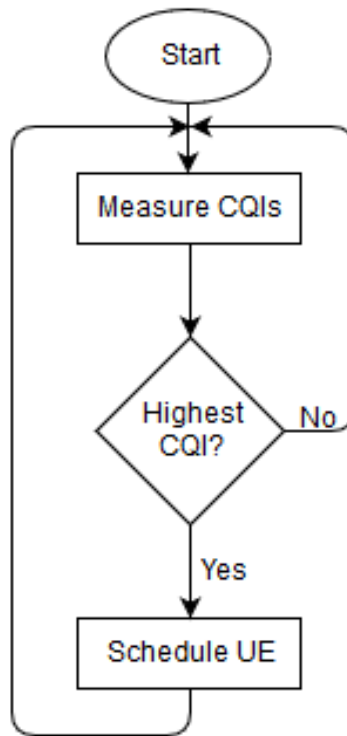 Start
Measure CQIs
Highest
CQI?
No
Yes
Schedule UE